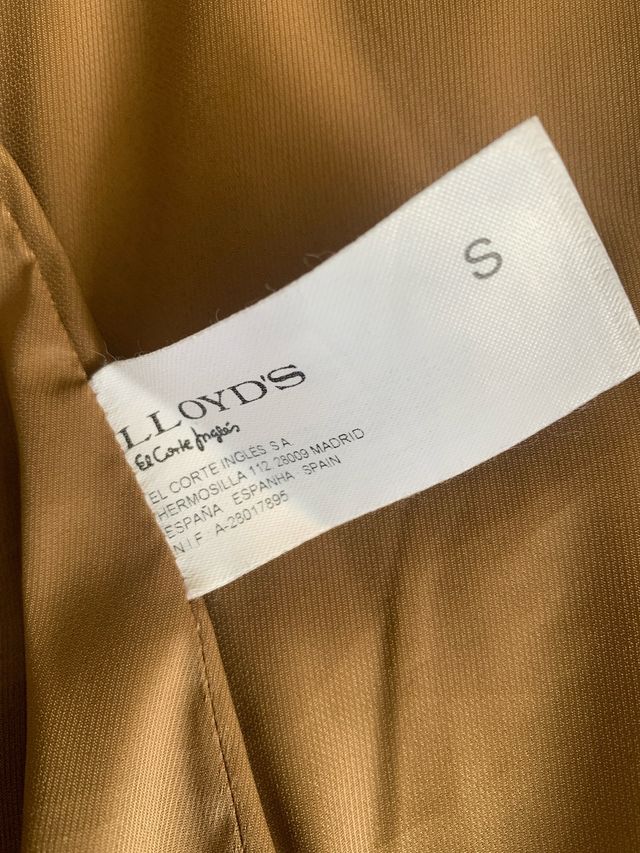 S
LLOYD'S
El Corte Inglés
EL CORTE INGLÉS S A
HERMOSILLA 112 28009 MADRID
ESPAÑA ESPANHA SPAIN
N I F A-28017895